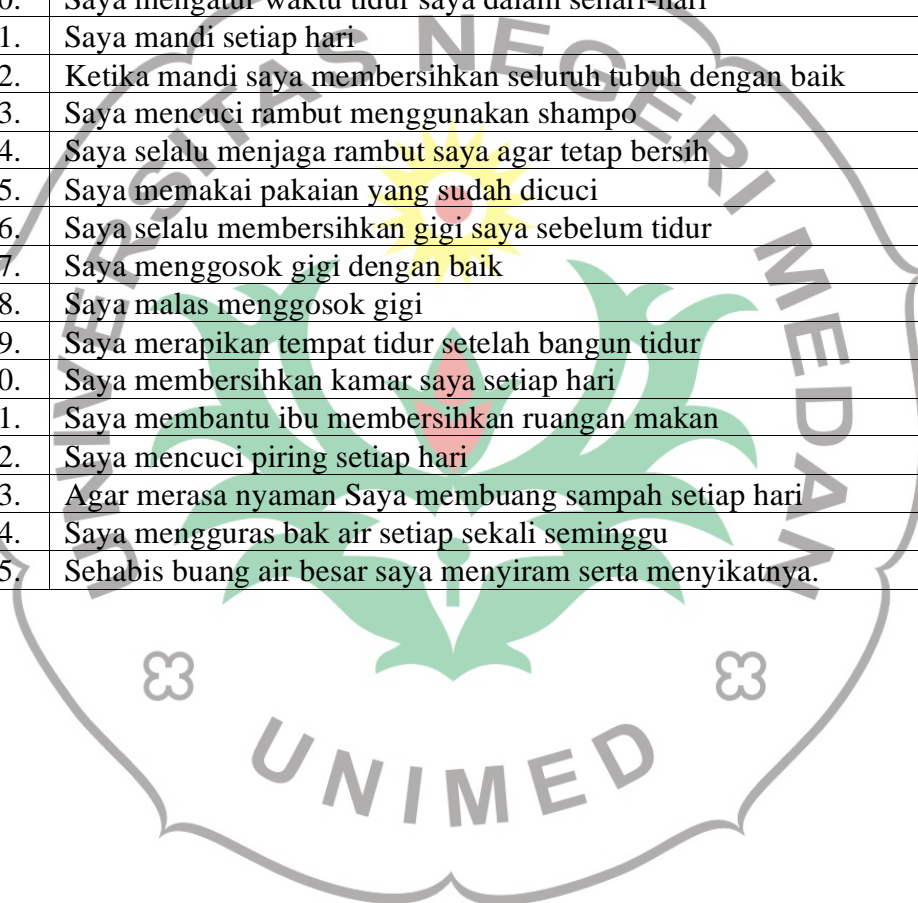 0. Saya mengatur waktu tidur saya dalam sehari-hari
1. Saya mandi setiap hari
2. Ketika mandi saya membersihkan seluruh tubuh dengan baik
3. Saya mencuci rambut menggunakan shampo
4. Saya selalu menjaga rambut saya agar tetap bersih
5. Saya memakai pakaian yang sudah dicuci
6. Saya selalu membersihkan gigi saya sebelum tidur
7. Saya menggosok gigi dengan baik
8. Saya malas menggosok gigi
9. Saya merapikan tempat tidur setelah bangun tidur
0. Saya membersihkan kamar saya setiap hari
1. Saya membantu ibu membersihkan ruangan makan
2. Saya mencuci piring setiap hari
3. Agar merasa nyaman Saya membuang sampah setiap hari
4. Saya mengguras bak air setiap sekali seminggu
5. Sehabis buang air besar saya menyiram serta menyikatnya.
UNIVERSITAS NEGERI MEDAN
UNIMED